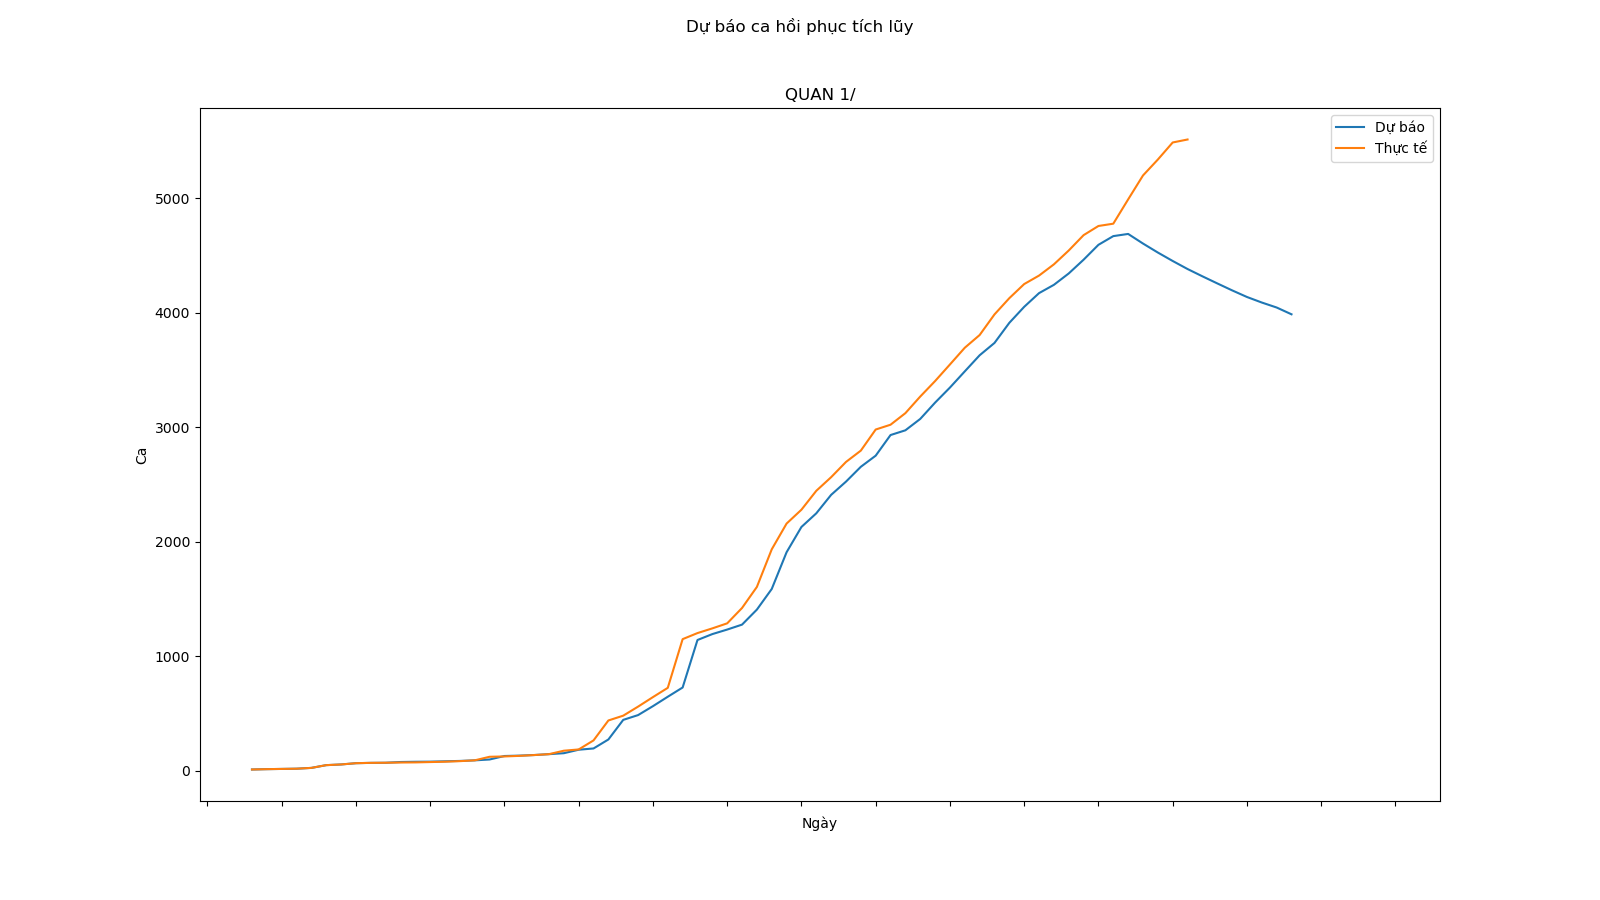 Dự báo ca hồi phục tích lũy
QUAN 1/
Dự báo
Thực tế
5000
4000
3000
2000
1000
0
Ca
Ngày